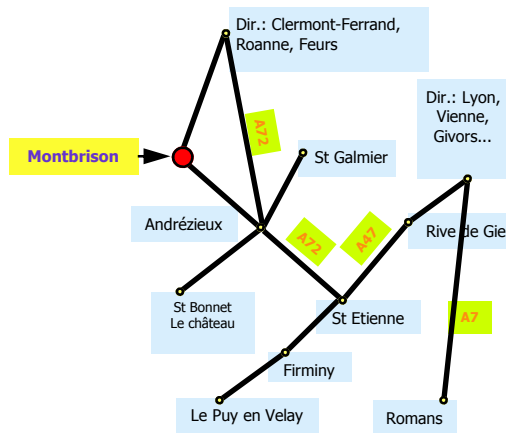 Dir.: Clermont-Ferrand,
Roanne, Feurs
Dir.: Lyon,
Vienne,
Givors...
A72
Montbrison
St Galmier
Andrézieux
A72
A47
Rive de Gie
St Bonnet
Le château
St Etienne
A7
Firminy
Le Puy en Velay
Romans